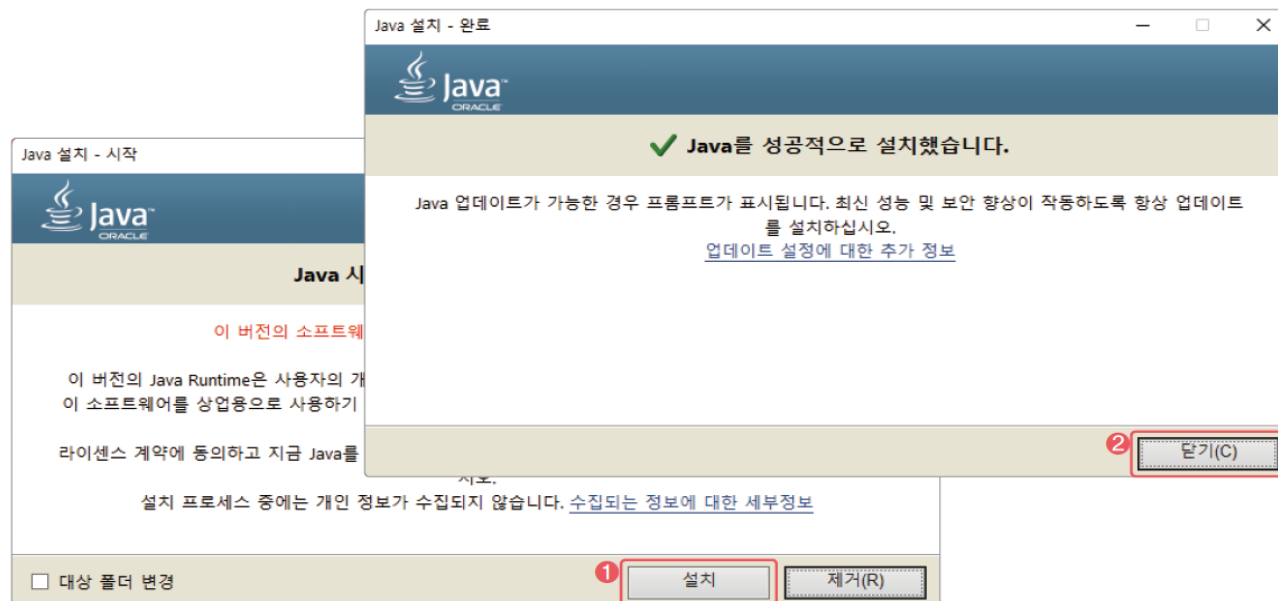 Java 설치 - 완료
Java™
ORACLE
Java를 성공적으로 설치했습니다.
Java 업데이트가 가능한 경우 프롬프트가 표시됩니다. 최신 성능 및 보안 향상이 작동하도록 항상 업데이트
를 설치하십시오.
업데이트 설정에 대한 추가 정보
2
닫기(C)
Java 설치 - 시작
Java™
ORACLE
Java 시
이 버전의 소프트웨
이 버전의 Java Runtime은 사용자의 개
이 소프트웨어를 상업용으로 사용하기
라이센스 계약에 동의하고 지금 Java를
시오.
설치 프로세스 중에는 개인 정보가 수집되지 않습니다. 수집되는 정보에 대한 세부정보
대상 폴더 변경
1
설치
제거(R)